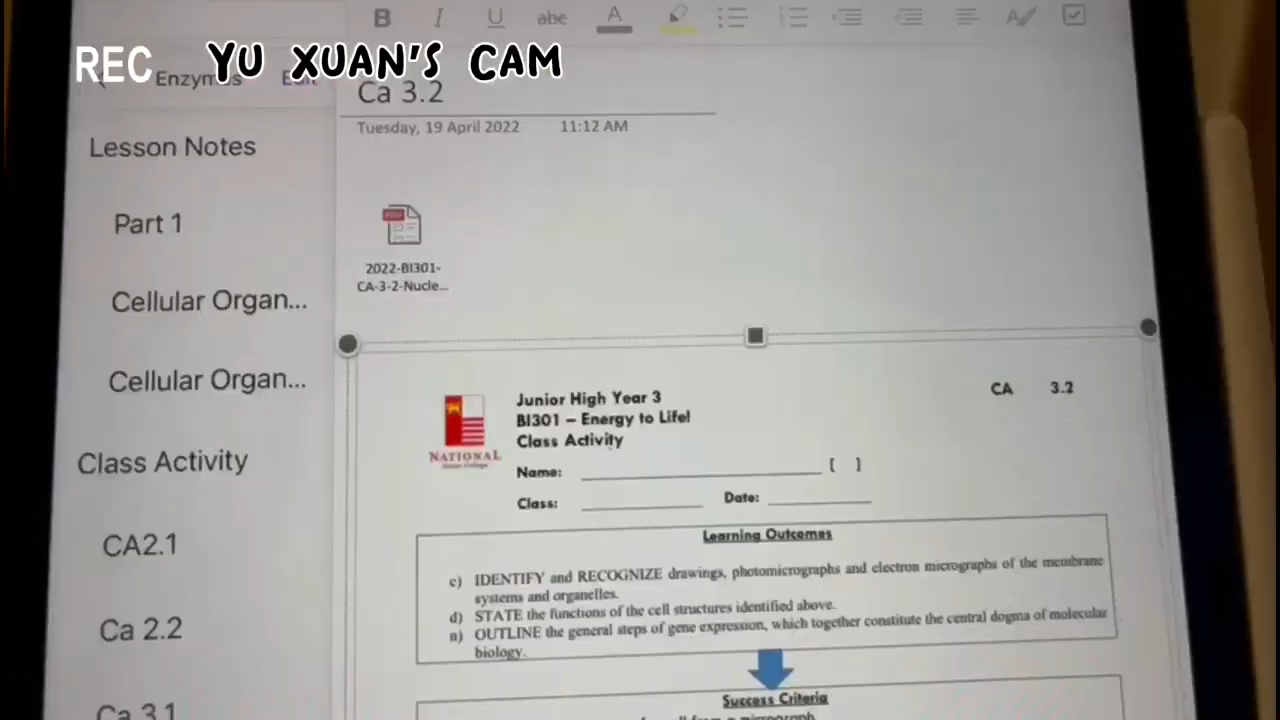 B I U abe A
REC YU XUAN'S CAM
Enzymes Edit
Ca 3.2
Tuesday, 19 April 2022 11:12 AM
Lesson Notes
Part 1
Cellular Organ...
Cellular Organ...
Class Activity
CA2.1
Ca 2.2
Ca 3.1
PDF
2022-BI301-
CA-3-2-Nucle...
NATIONAL
Junior High Year 3
BI301 – Energy to Life!
Class Activity
CA 3.2
Name: [ ]
Class: Date:
Learning Outcomes
c) IDENTIFY and RECOGNIZE drawings, photomicrographs and electron micrographs of the membrane
systems and organelles.
d) STATE the functions of the cell structures identified above.
n) OUTLINE the general steps of gene expression, which together constitute the central dogma of molecular
biology.
Success Criteria
from a micrograph